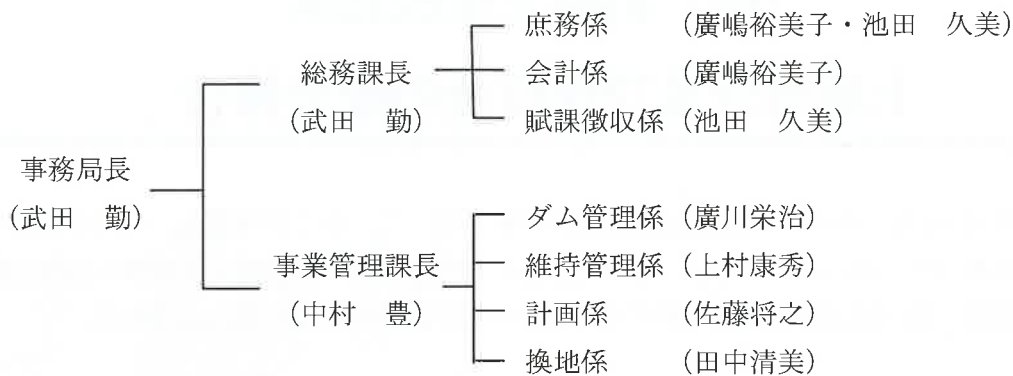 庶務係 (廣嶋裕美子・池田 久美)
総務課長
会計係 (廣嶋裕美子)
(武田 勤)
賦課徴収係 (池田 久美)
事務局長
(武田 勤)
ダム管理係 (廣川栄治)
事業管理課長
維持管理係 (上村康秀)
(中村 豊)
計画係 (佐藤将之)
換地係 (田中清美)